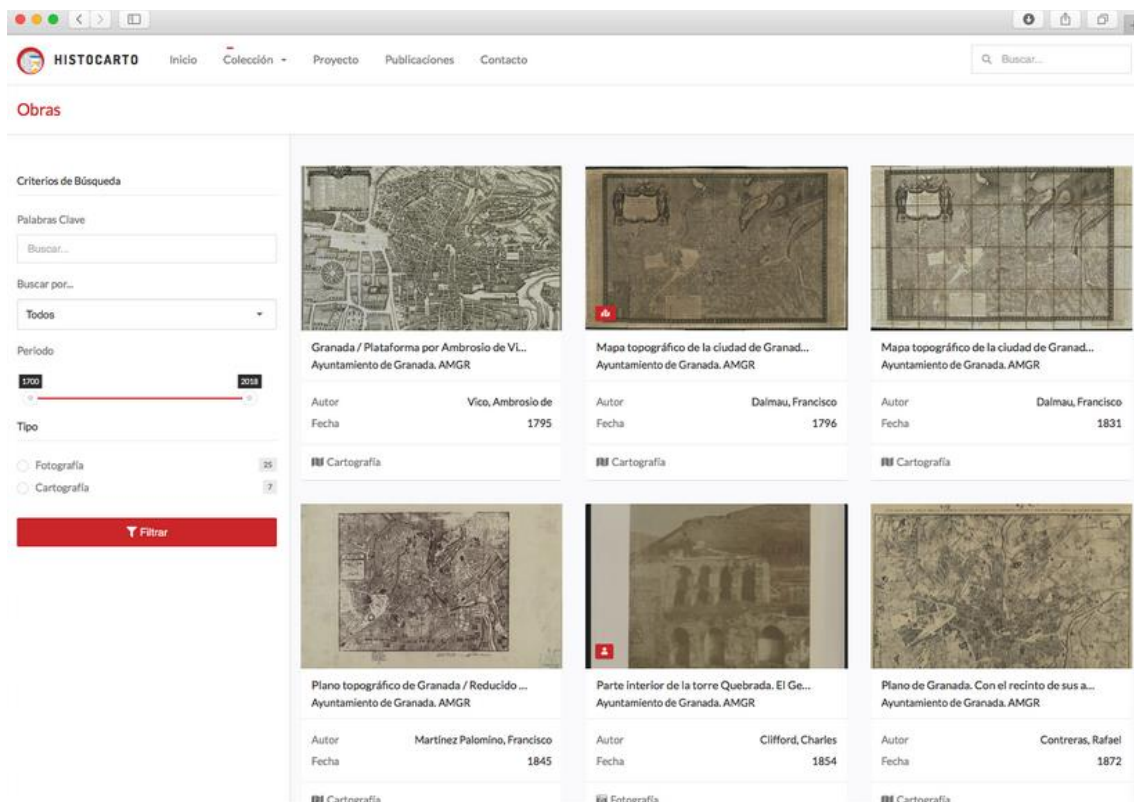 HISTOCARTO Inicio Colección Proyecto Publicaciones Contacto Buscar...
Obras
Criterios de Búsqueda
Palabras Clave
Buscar...
Buscar por...
Todos
Periodo
1700 2018
Tipo
Fotografía 25
Cartografía 7
Filtrar
Granada / Plataforma por Ambrosio de Vi...
Ayuntamiento de Granada. AMGR
Autor Vico, Ambrosio de
Fecha 1795
Cartografía
Mapa topográfico de la ciudad de Granad...
Ayuntamiento de Granada. AMGR
Autor Dalmau, Francisco
Fecha 1796
Cartografía
Mapa topográfico de la ciudad de Granad...
Ayuntamiento de Granada. AMGR
Autor Dalmau, Francisco
Fecha 1831
Cartografía
Plano topográfico de Granada / Reducido ...
Ayuntamiento de Granada. AMGR
Autor Martínez Palomino, Francisco
Fecha 1845
Cartografía
Parte interior de la torre Quebrada. El Ge...
Ayuntamiento de Granada. AMGR
Autor Clifford, Charles
Fecha 1854
Fotografía
Plano de Granada. Con el recinto de sus a...
Ayuntamiento de Granada. AMGR
Autor Contreras, Rafael
Fecha 1872
Cartografía